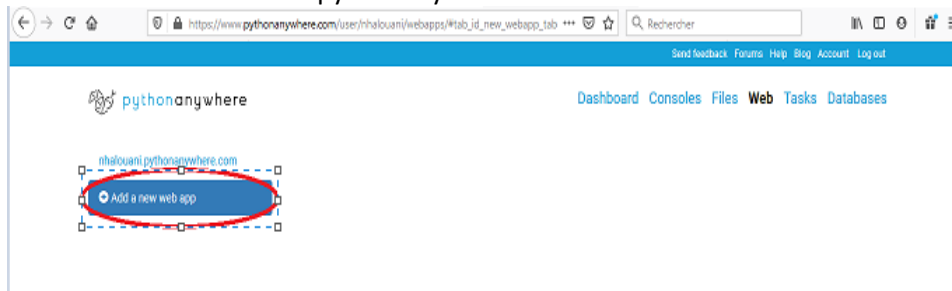 https://www.pythonanywhere.com/user/nhalouani/webapps/#tab_id_new_webapp_tab ••• Rechercher
Send feedback Forums Help Blog Account Log out
pythonanywhere Dashboard Consoles Files Web Tasks Databases
nhalouani.pythonanywhere.com
Add a new web app